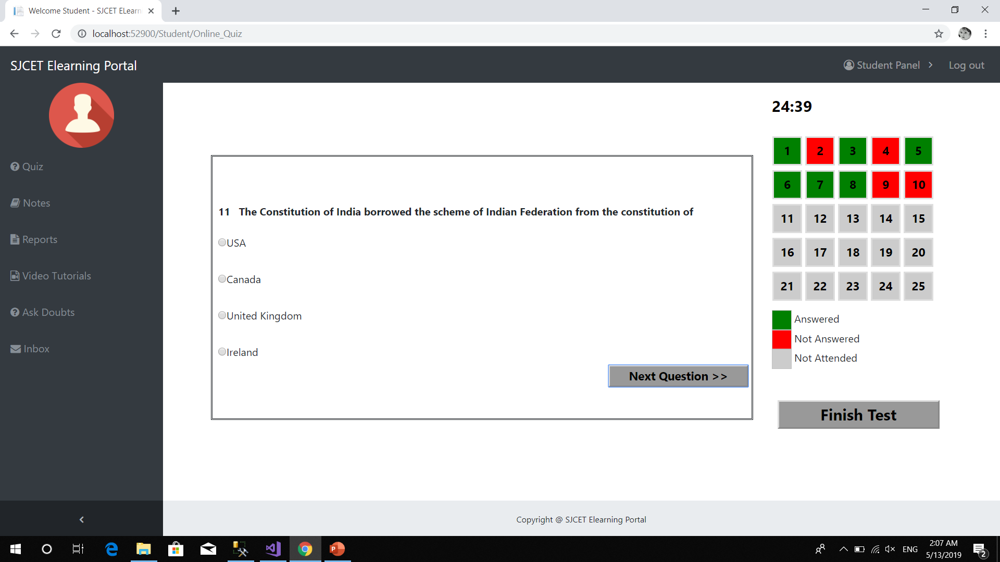 Welcome Student - SJCET ELearn
localhost:52900/Student/Online_Quiz
SJCET Elearning Portal
Student Panel
Log out
Quiz
Notes
Reports
Video Tutorials
Ask Doubts
Inbox
11 The Constitution of India borrowed the scheme of Indian Federation from the constitution of
USA
Canada
United Kingdom
Ireland
Next Question >>
24:39
1 2 3 4 5
6 7 8 9 10
11 12 13 14 15
16 17 18 19 20
21 22 23 24 25
Answered
Not Answered
Not Attended
Finish Test
Copyright @ SJCET Elearning Portal
ENG
2:07 AM
5/13/2019
2